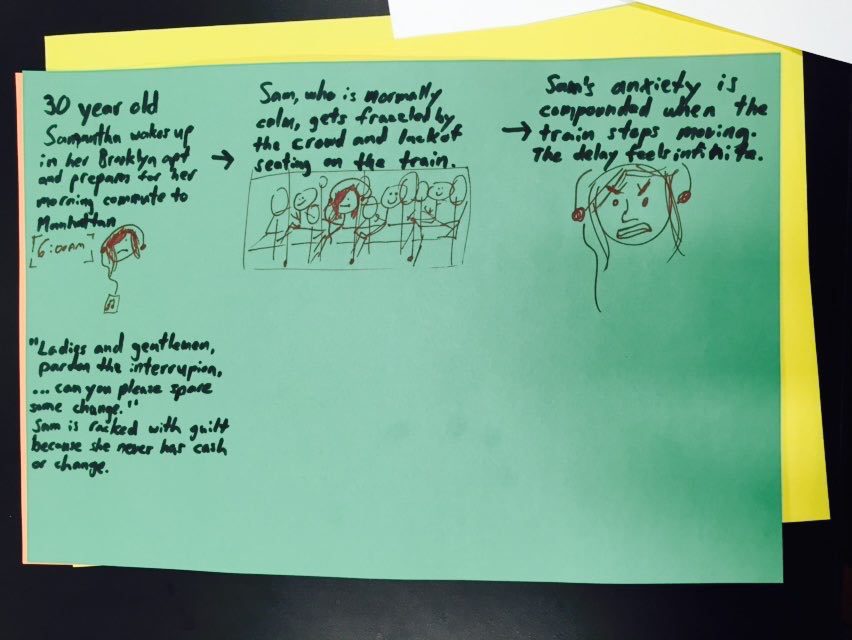 30 year old
Samantha wakes up
in her Brooklyn apt
and prepares for her
morning commute to
Manhattan
6:00AM
Sam, who is normally
calm, gets frazzled by
the crowd and lack of
seating on the train.
Sam's anxiety is
compounded when the
train stops moving.
The delay feels infinite.
"Ladies and gentlemen,
pardon the interruption,
... can you please spare
some change."
Sam is racked with guilt
because she never has cash
or change.